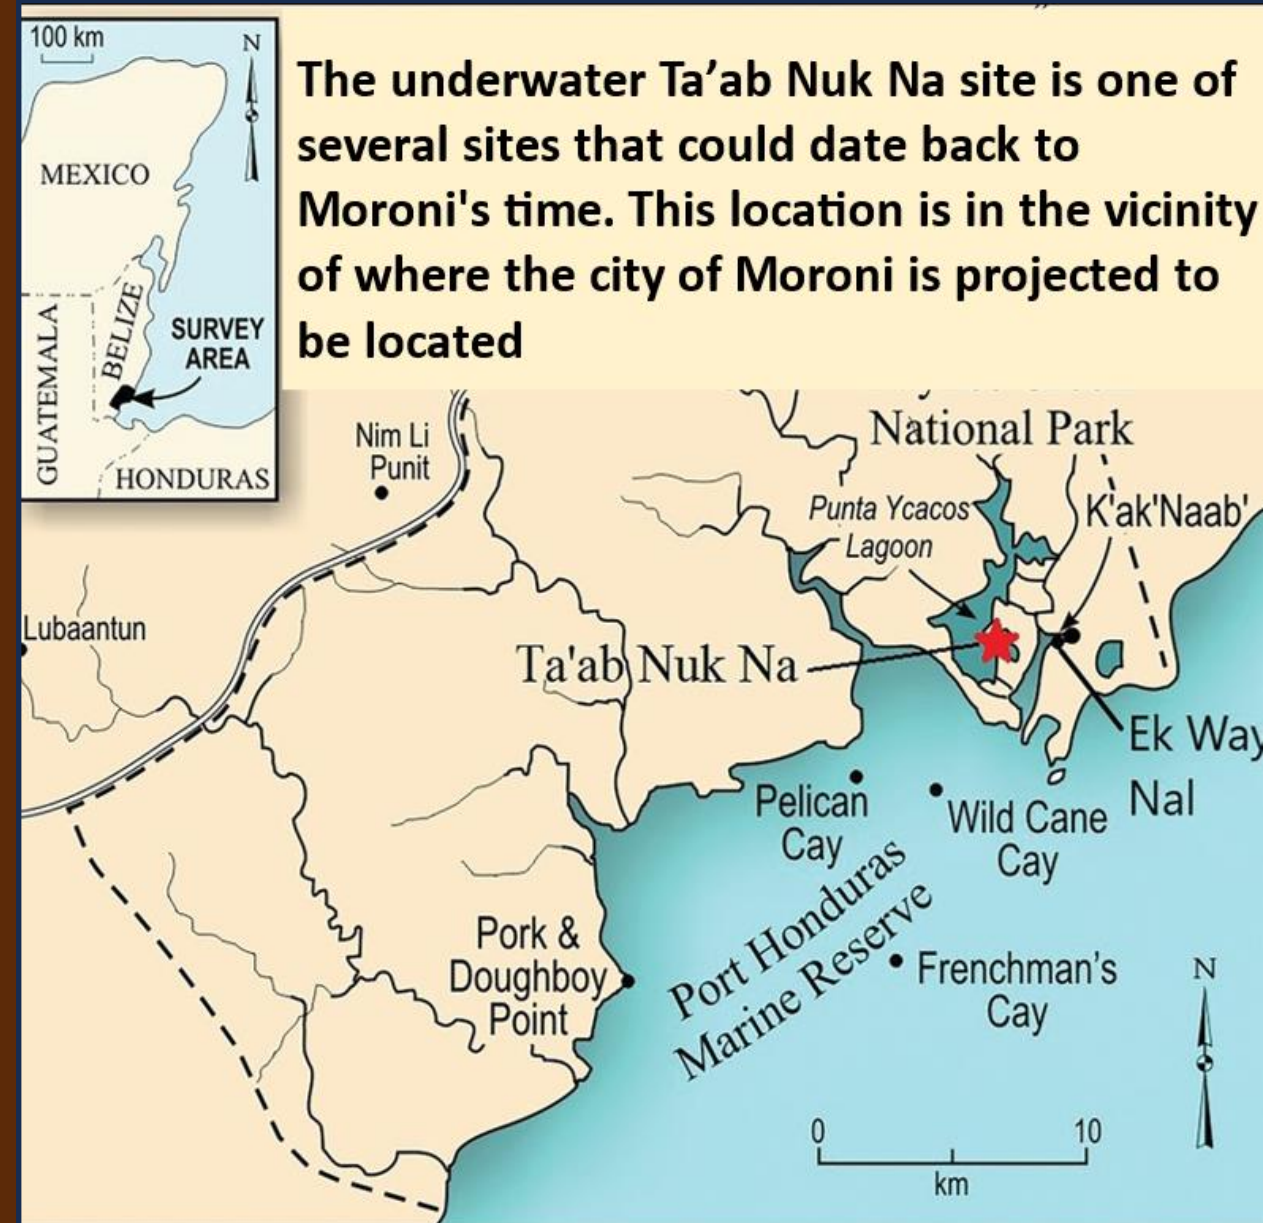 100 km
N
MEXICO
GUATEMALA
BELIZE
SURVEY
AREA
HONDURAS
The underwater Ta’ab Nuk Na site is one of
several sites that could date back to
Moroni's time. This location is in the vicinity
of where the city of Moroni is projected to
be located
Nim Li
Punit
National Park
Punta Ycacos
Lagoon
K'ak'Naab'
Lubaantun
Ta'ab Nuk Na
Ek Way
Nal
Pelican
Cay
Wild Cane
Cay
Port Honduras
Marine Reserve
Pork &
Doughboy
Point
Frenchman's
Cay
N
0 10
km